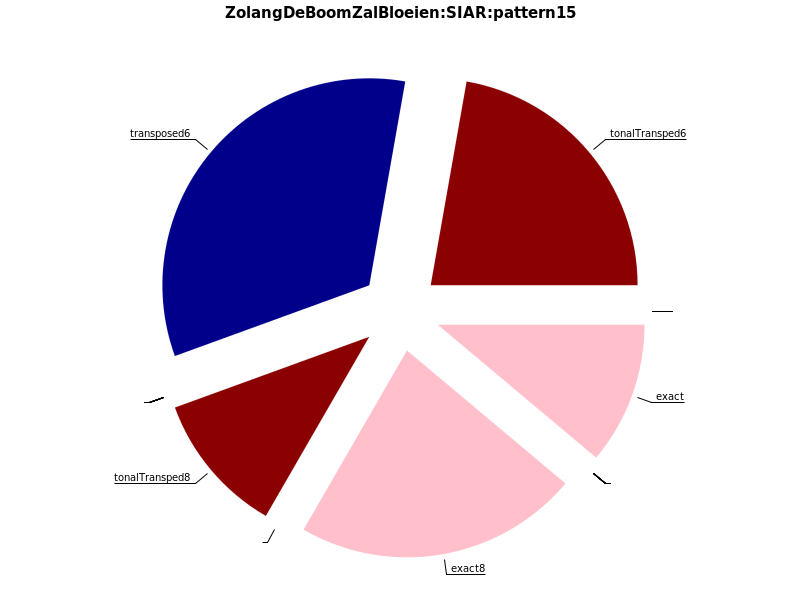 ZolangDeBoomZalBloeien:SIAR:pattern15
transposed6
tonalTransped6
exact
tonalTransped8
exact8